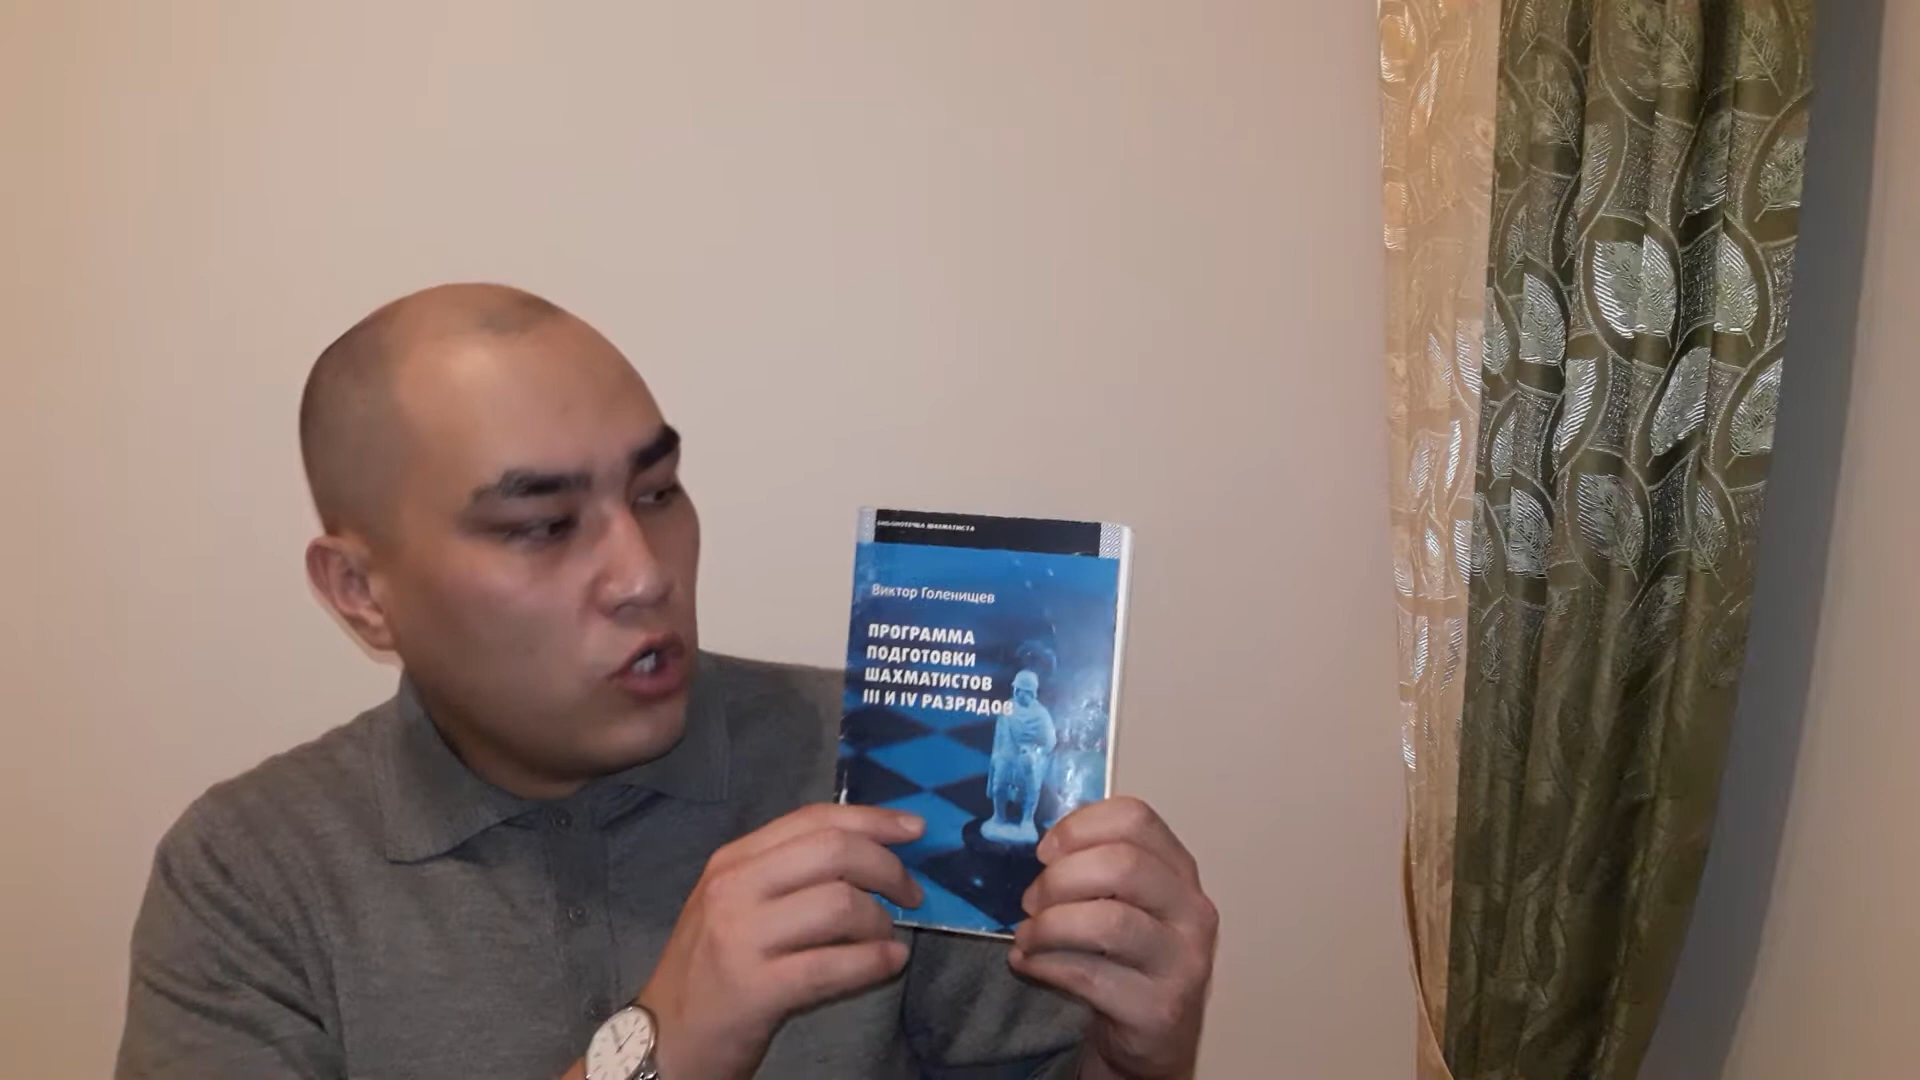 БИБЛИОТЕЧКА ШАХМАТИСТА
Виктор Голенищев
ПРОГРАММА
ПОДГОТОВКИ
ШАХМАТИСТОВ
III И IV РАЗРЯДОВ